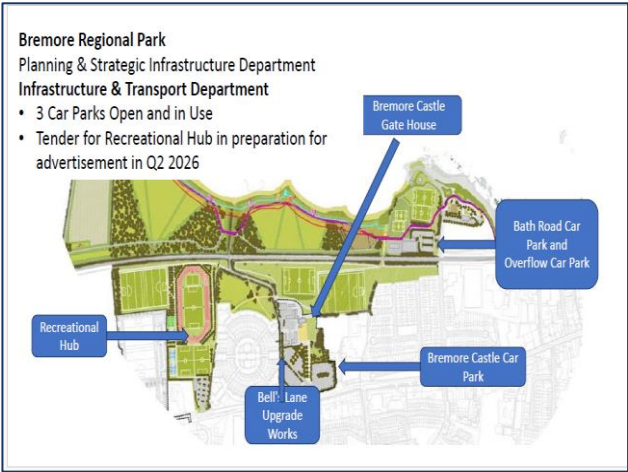 Bremore Regional Park
Planning & Strategic Infrastructure Department
Infrastructure & Transport Department
• 3 Car Parks Open and in Use
• Tender for Recreational Hub in preparation for
advertisement in Q2 2026
Bremore Castle
Gate House
Bath Road Car
Park and
Overflow Car Park
Recreational
Hub
Bremore Castle Car
Park
Bell's Lane
Upgrade
Works